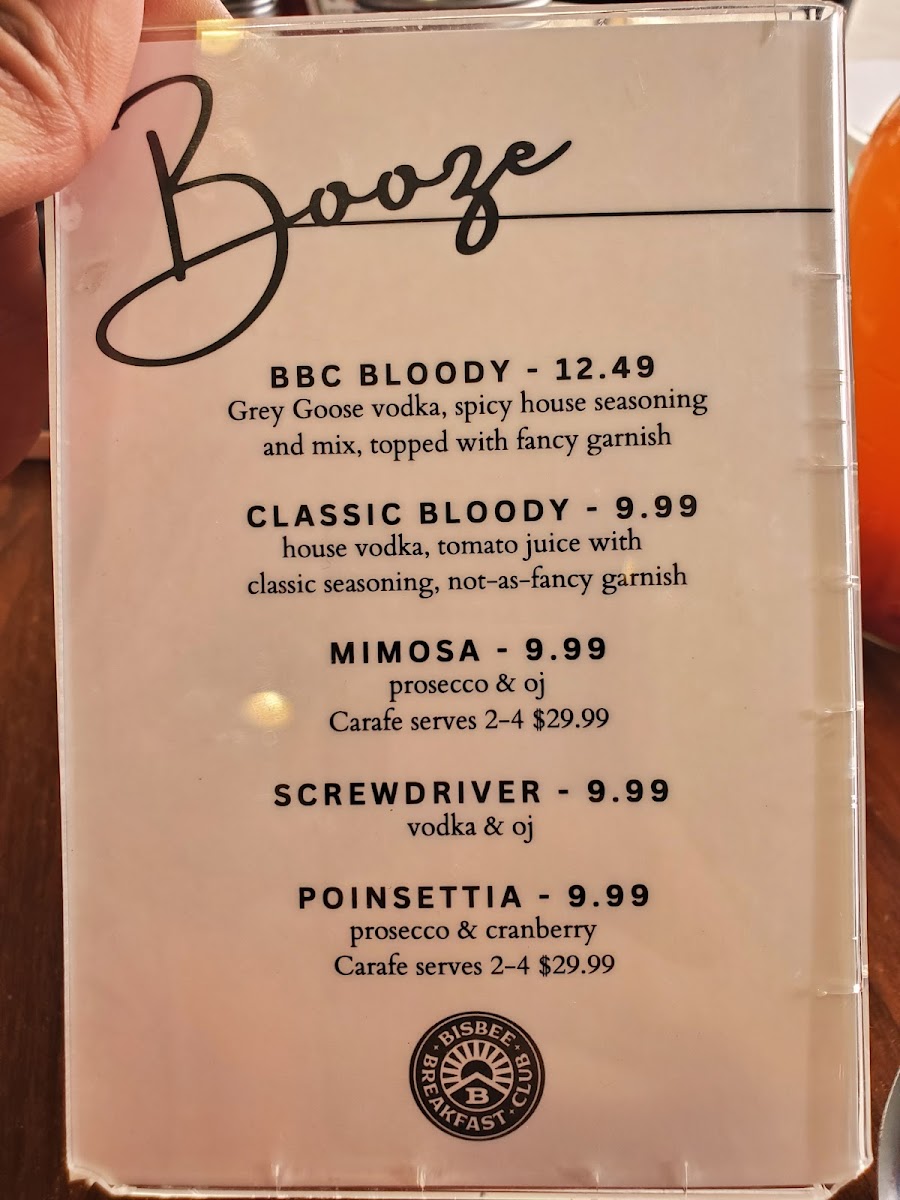 Booze
BBC BLOODY - 12.49
Grey Goose vodka, spicy house seasoning
and mix, topped with fancy garnish
CLASSIC BLOODY - 9.99
house vodka, tomato juice with
classic seasoning, not-as-fancy garnish
MIMOSA - 9.99
prosecco & oj
Carafe serves 2-4 $29.99
SCREWDRIVER - 9.99
vodka & oj
POINSETTIA - 9.99
prosecco & cranberry
Carafe serves 2-4 $29.99
BISBEE
BREAKFAST CLUB
B